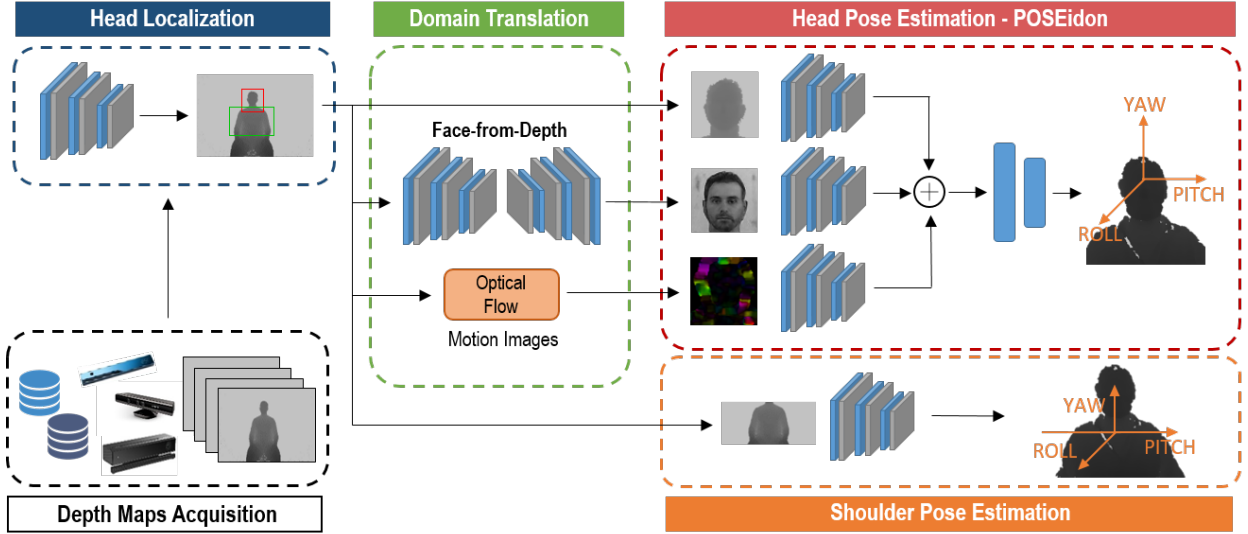 Head Localization
Domain Translation
Head Pose Estimation - POSEidon
Face-from-Depth
Optical
Flow
Motion Images
YAW
PITCH
ROLL
YAW
ROLL
PITCH
Depth Maps Acquisition
Shoulder Pose Estimation